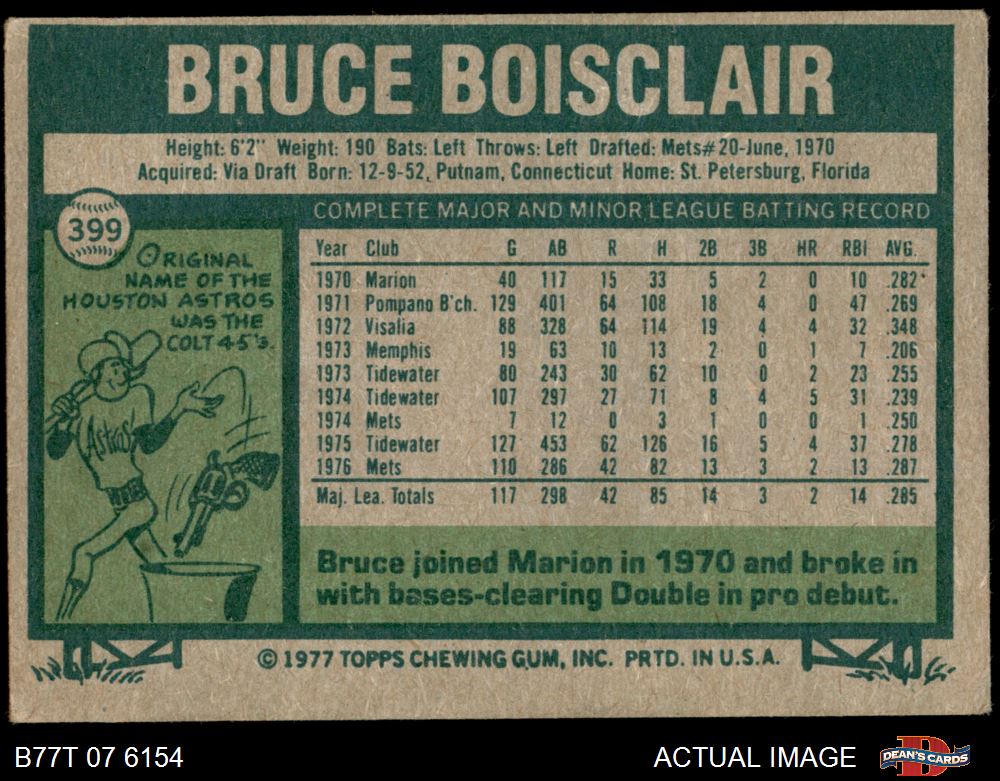 BRUCE BOISCLAIR
Height: 6'2" Weight: 190 Bats: Left Throws: Left Drafted: Mets#20-June, 1970
Acquired: Via Draft Born: 12-9-52, Putnam, Connecticut Home: St. Petersburg, Florida
399
ORIGINAL
NAME OF THE
HOUSTON ASTROS
WAS THE
COLT 45's.
Astros
COMPLETE MAJOR AND MINOR LEAGUE BATTING RECORD
Year Club G AB R H 2B 3B HR RBI AVG.
1970 Marion 40 117 15 33 5 2 0 10 .282
1971 Pompano B'ch. 129 401 64 108 18 4 0 47 .269
1972 Visalia 88 328 64 114 19 4 4 32 .348
1973 Memphis 19 63 10 13 2 0 1 7 .206
1973 Tidewater 80 243 30 62 10 0 2 23 .255
1974 Tidewater 107 297 27 71 8 4 5 31 .239
1974 Mets 7 12 0 3 1 0 0 1 .250
1975 Tidewater 127 453 62 126 16 5 4 37 .278
1976 Mets 110 286 42 82 13 3 2 13 .287
Maj. Lea. Totals 117 298 42 85 14 3 2 14 .285
Bruce joined Marion in 1970 and broke in
with bases-clearing Double in pro debut.
© 1977 TOPPS CHEWING GUM, INC. PRTD. IN U.S.A.
B77T 07 6154
ACTUAL IMAGE
DEAN'S CARDS